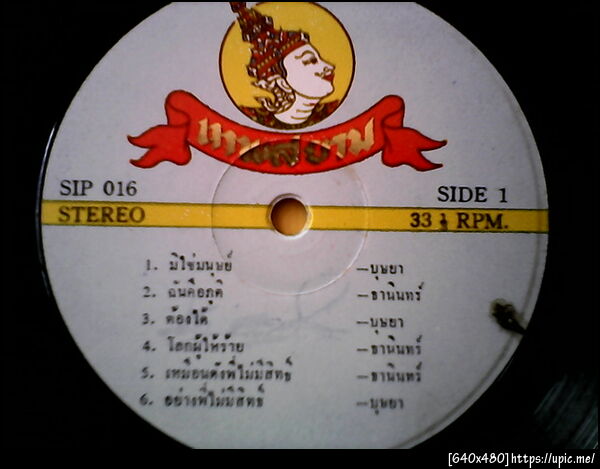 เทพสยาม
SIP 016
SIDE 1
STEREO
33 ⅓ RPM.
1. มิใช่มนุษย์ —บุษยา
2. ฉันคือภูติ —ธานินทร์
3. ต้องได้ —บุษยา
4. โลกผู้ให้ร้าย —ธานินทร์
5. เหมือนดังพี่ไม่มีสิทธิ์ —ธานินทร์
6. อย่างพี่ไม่มีสิทธิ์ —บุษยา
[640x480]https://upic.me/